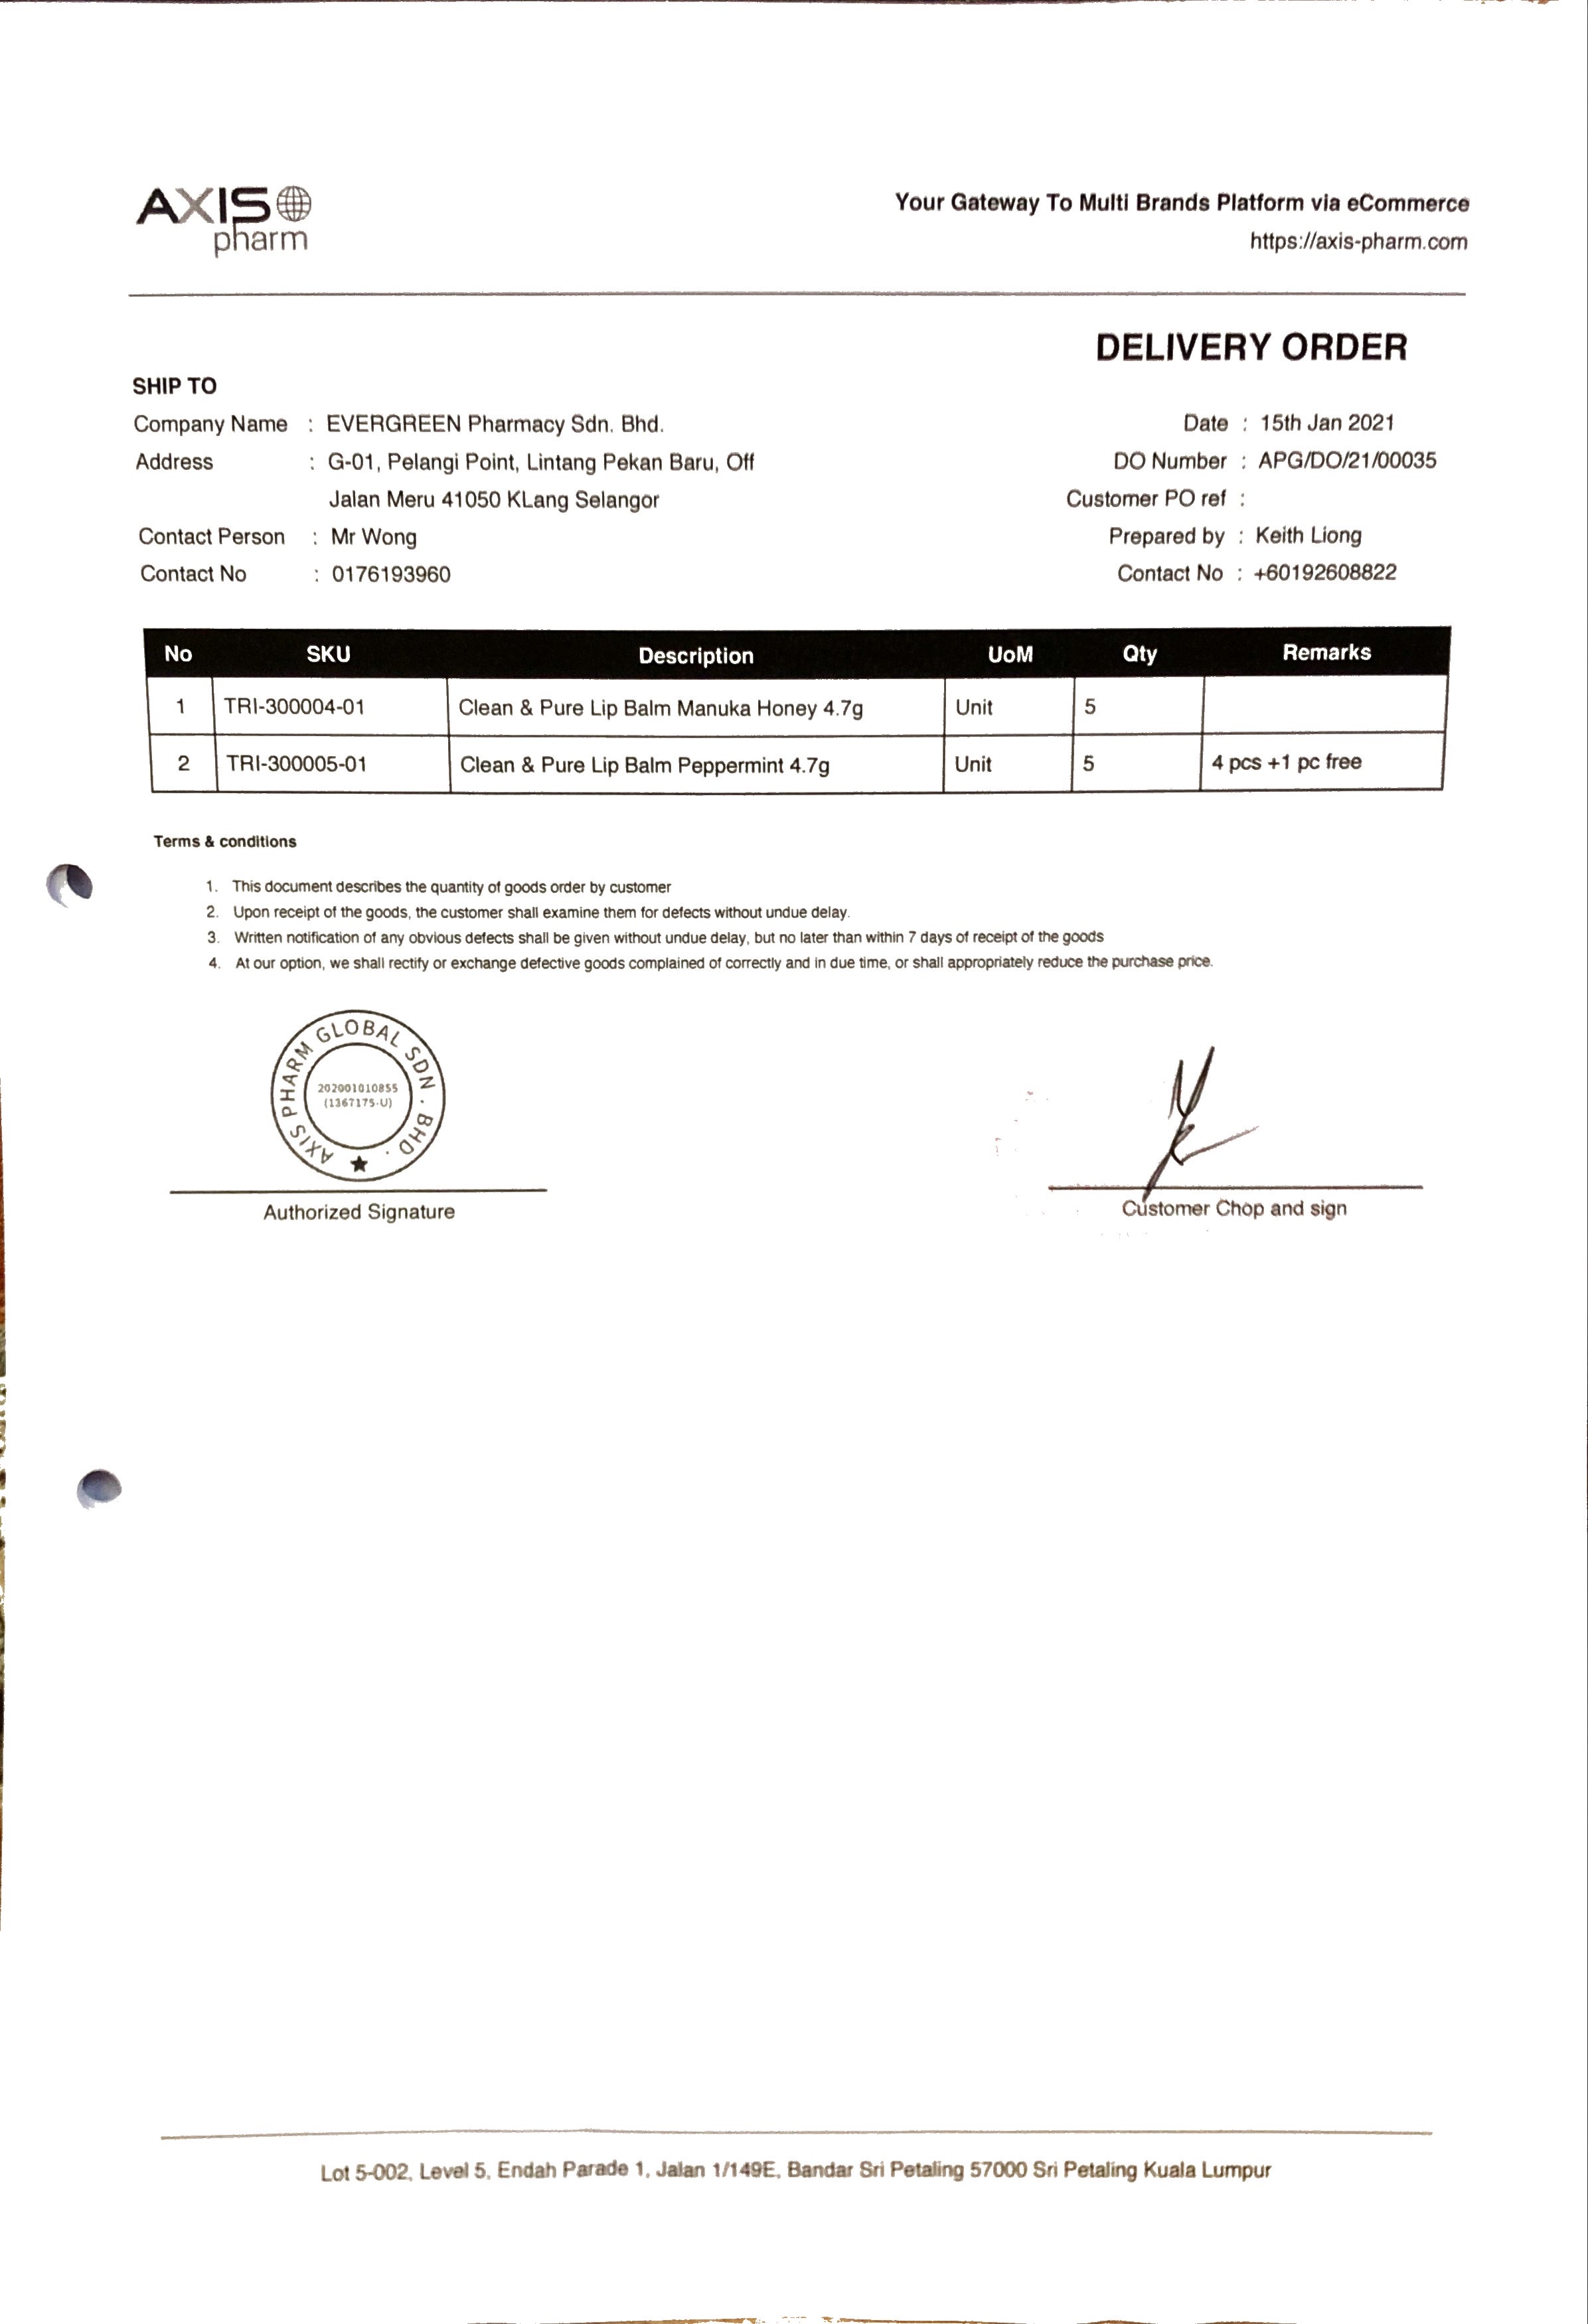 AXIS
pharm
Your Gateway To Multi Brands Platform via eCommerce
https://axis-pharm.com
DELIVERY ORDER
SHIP TO
Company Name : EVERGREEN Pharmacy Sdn. Bhd.
Address : G-01, Pelangi Point, Lintang Pekan Baru, Off
Jalan Meru 41050 KLang Selangor
Contact Person : Mr Wong
Contact No : 0176193960
Date : 15th Jan 2021
DO Number : APG/DO/21/00035
Customer PO ref :
Prepared by : Keith Liong
Contact No : +60192608822
No SKU Description UoM Qty Remarks
1 TRI-300004-01 Clean & Pure Lip Balm Manuka Honey 4.7g Unit 5
2 TRI-300005-01 Clean & Pure Lip Balm Peppermint 4.7g Unit 5 4 pcs +1 pc free
Terms & conditions
1. This document describes the quantity of goods order by customer
2. Upon receipt of the goods, the customer shall examine them for defects without undue delay.
3. Written notification of any obvious defects shall be given without undue delay, but no later than within 7 days of receipt of the goods
4. At our option, we shall rectify or exchange defective goods complained of correctly and in due time, or shall appropriately reduce the purchase price.
AXIS PHARM GLOBAL SDN. BHD.
202001010855
(1367175-U)
Authorized Signature
Customer Chop and sign
Lot 5-002, Level 5, Endah Parade 1, Jalan 1/149E, Bandar Sri Petaling 57000 Sri Petaling Kuala Lumpur